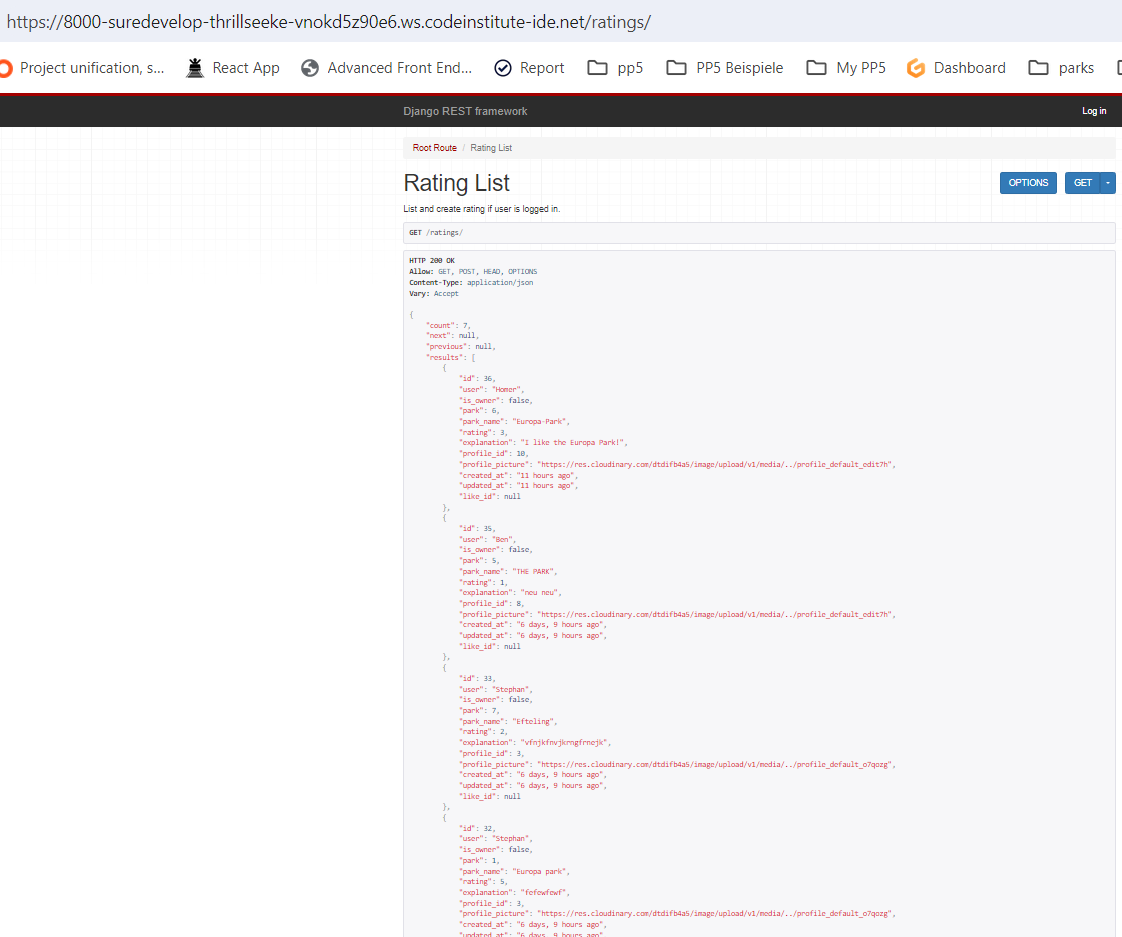 https://8000-suredevelop-thrillseeke-vnokd5z90e6.ws.codeinstitute-ide.net/ratings/
Project unification, s... React App Advanced Front End... Report pp5 PP5 Beispiele My PP5 Dashboard parks
Django REST framework Log in
Root Route / Rating List
Rating List OPTIONS GET
List and create rating if user is logged in.
GET /ratings/
HTTP 200 OK
Allow: GET, POST, HEAD, OPTIONS
Content-Type: application/json
Vary: Accept
{
"count": 7,
"next": null,
"previous": null,
"results": [
{
"id": 36,
"user": "Homer",
"is_owner": false,
"park": 6,
"park_name": "Europa-Park",
"rating": 3,
"explanation": "I like the Europa Park!",
"profile_id": 10,
"profile_picture": "https://res.cloudinary.com/dtdifb4a5/image/upload/v1/media/../profile_default_edit7h",
"created_at": "11 hours ago",
"updated_at": "11 hours ago",
"like_id": null
},
{
"id": 35,
"user": "Ben",
"is_owner": false,
"park": 5,
"park_name": "THE PARK",
"rating": 1,
"explanation": "neu neu",
"profile_id": 8,
"profile_picture": "https://res.cloudinary.com/dtdifb4a5/image/upload/v1/media/../profile_default_edit7h",
"created_at": "6 days, 9 hours ago",
"updated_at": "6 days, 9 hours ago",
"like_id": null
},
{
"id": 33,
"user": "Stephan",
"is_owner": false,
"park": 7,
"park_name": "Efteling",
"rating": 2,
"explanation": "vfnjkfnvjkrngfrnejk",
"profile_id": 3,
"profile_picture": "https://res.cloudinary.com/dtdifb4a5/image/upload/v1/media/../profile_default_o7qozg",
"created_at": "6 days, 9 hours ago",
"updated_at": "6 days, 9 hours ago",
"like_id": null
},
{
"id": 32,
"user": "Stephan",
"is_owner": false,
"park": 1,
"park_name": "Europa park",
"rating": 5,
"explanation": "fefewfewf",
"profile_id": 3,
"profile_picture": "https://res.cloudinary.com/dtdifb4a5/image/upload/v1/media/../profile_default_o7qozg",
"created_at": "6 days, 9 hours ago",
"updated_at": "6 days, 9 hours ago",